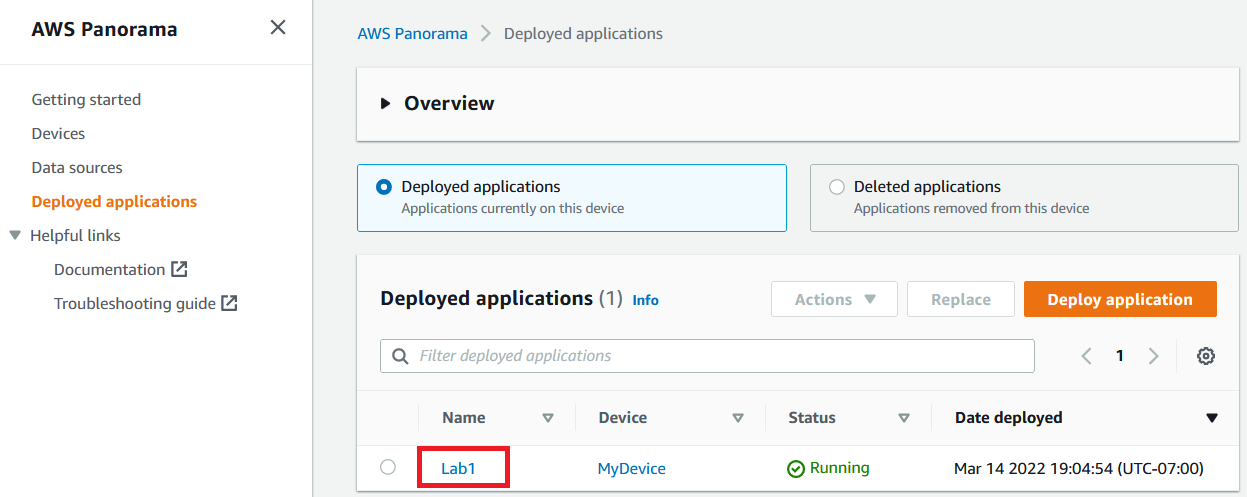 AWS Panorama
Getting started
Devices
Data sources
Deployed applications
Helpful links
Documentation
Troubleshooting guide
AWS Panorama > Deployed applications
Overview
Deployed applications
Applications currently on this device
Deleted applications
Applications removed from this device
Deployed applications (1) Info
Actions Replace Deploy application
Filter deployed applications
1
Name Device Status Date deployed
Lab1 MyDevice Running Mar 14 2022 19:04:54 (UTC-07:00)